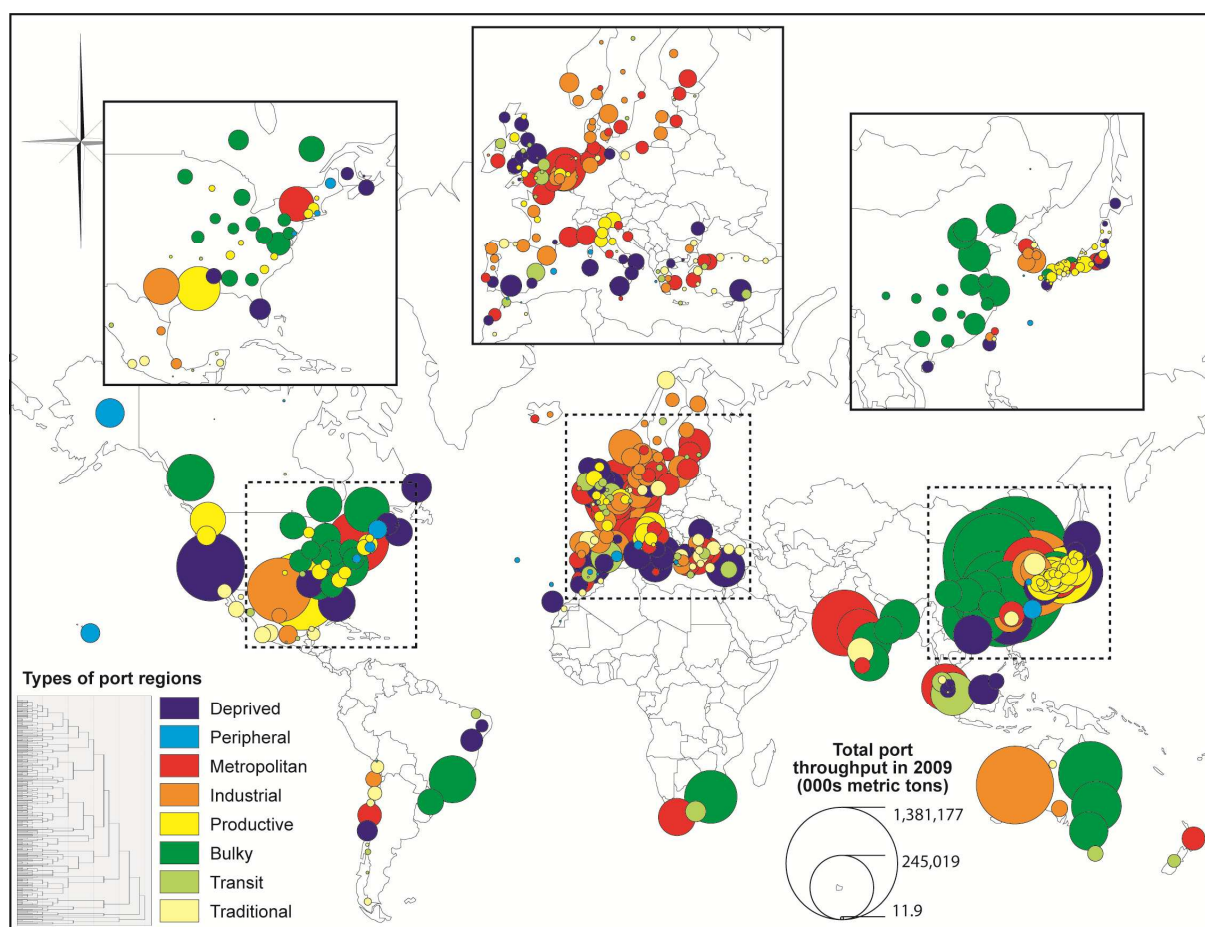 Types of port regions
Deprived
Peripheral
Metropolitan
Industrial
Productive
Bulky
Transit
Traditional
Total port
throughput in 2009
(000s metric tons)
1,381,177
245,019
11.9